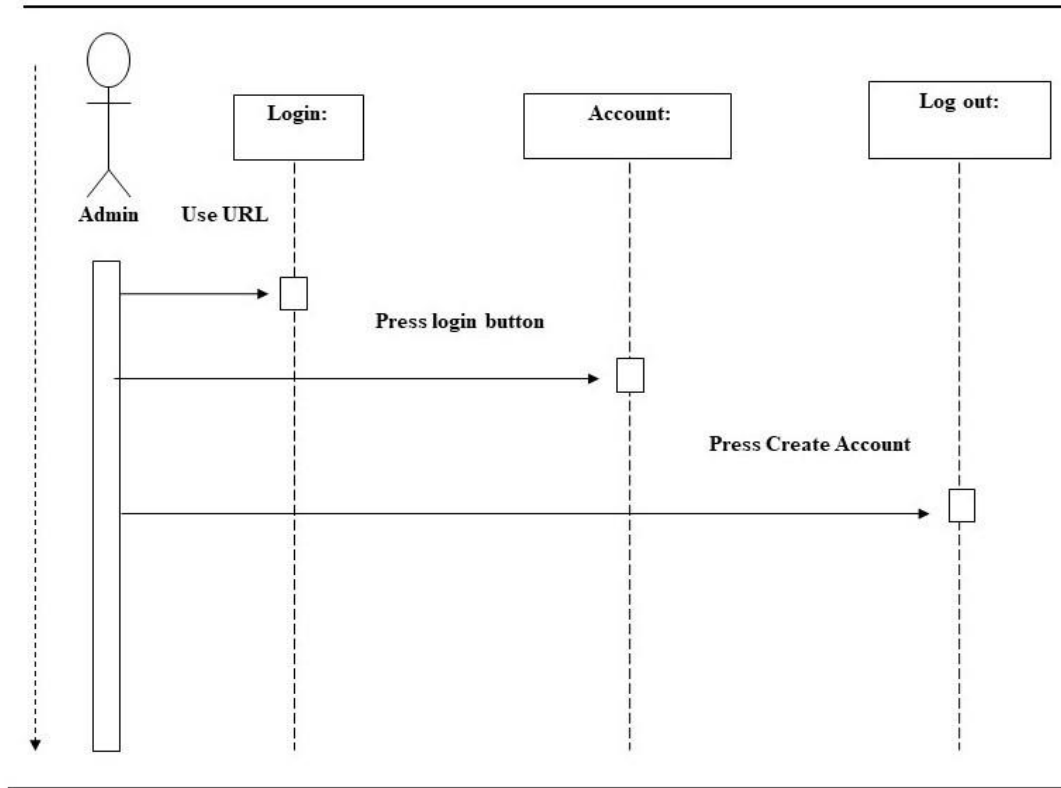 Login:
Account:
Log out:
Admin
Use URL
Press login button
Press Create Account